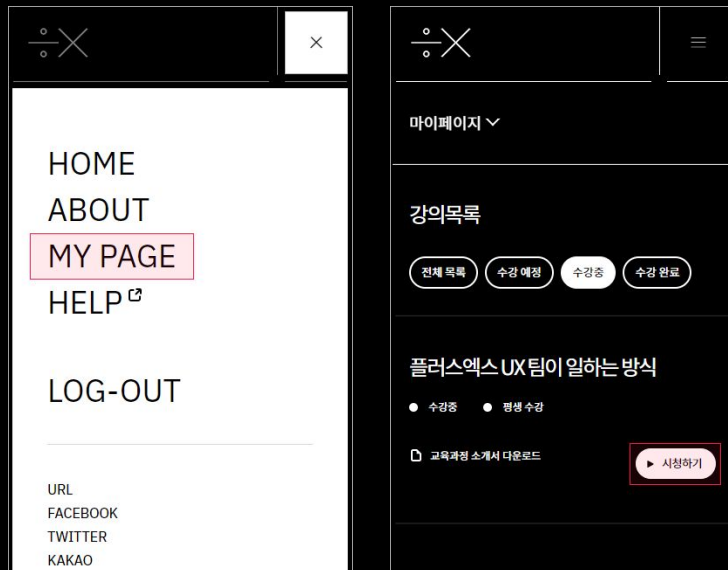 HOME
ABOUT
MY PAGE
HELP
LOG-OUT
URL
FACEBOOK
TWITTER
KAKAO
마이페이지
강의목록
전체 목록 수강 예정 수강중 수강 완료
플러스엑스 UX 팀이 일하는 방식
수강중 평생 수강
교육과정 소개서 다운로드
시청하기